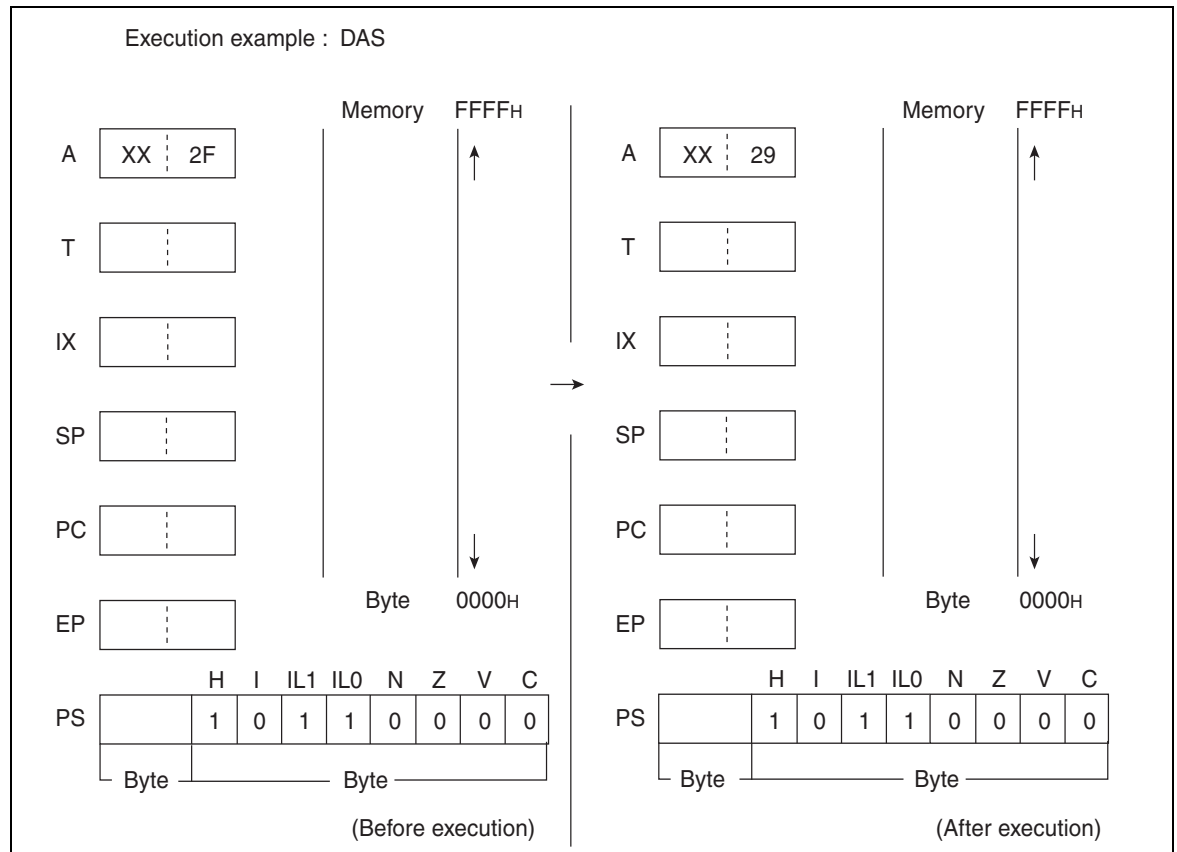 Execution example : DAS
Memory FFFFH
A XX 2F
T
IX
SP
PC
Byte 0000H
EP
H I IL1 IL0 N Z V C
PS 1 0 1 1 0 0 0 0
Byte Byte
(Before execution)
Memory FFFFH
A XX 29
T
IX
SP
PC
Byte 0000H
EP
H I IL1 IL0 N Z V C
PS 1 0 1 1 0 0 0 0
Byte Byte
(After execution)